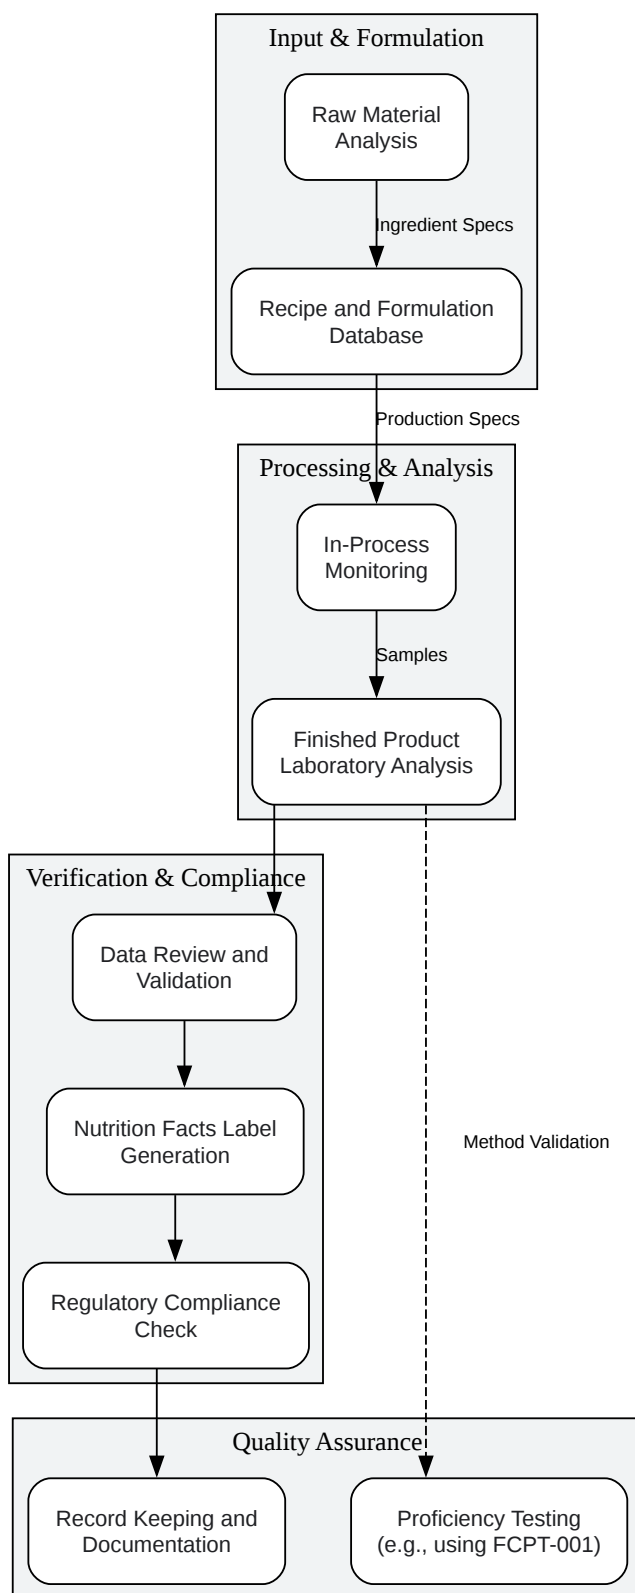 Input & Formulation
Raw Material
Analysis
Ingredient Specs
Recipe and Formulation
Database
Production Specs
Processing & Analysis
In-Process
Monitoring
Samples
Finished Product
Laboratory Analysis
Verification & Compliance
Data Review and
Validation
Nutrition Facts Label
Generation
Method Validation
Regulatory Compliance
Check
Quality Assurance
Record Keeping and
Documentation
Proficiency Testing
(e.g., using FCPT-001)